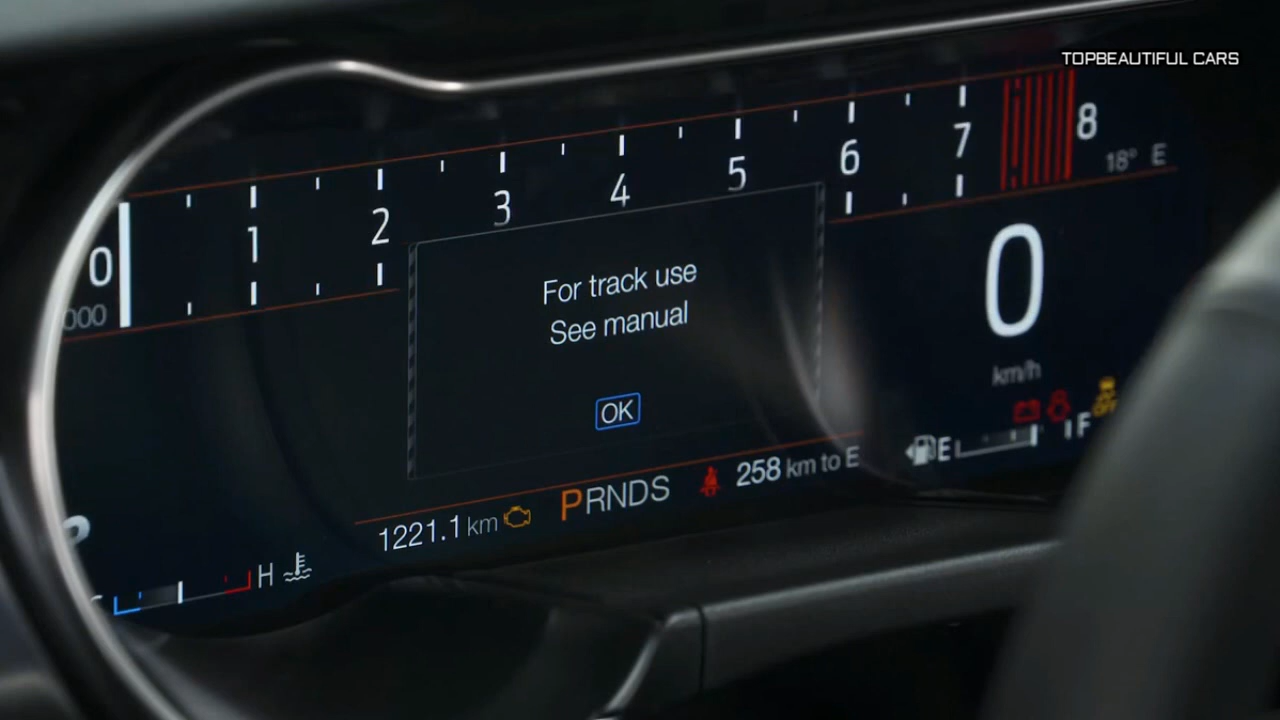 TOPBEAUTIFUL CARS
0 1 2 3 4 5 6 7 8
000
18° E
For track use
See manual
OK
0
km/h
E F
1221.1 km
PRNDS
258 km to E
H